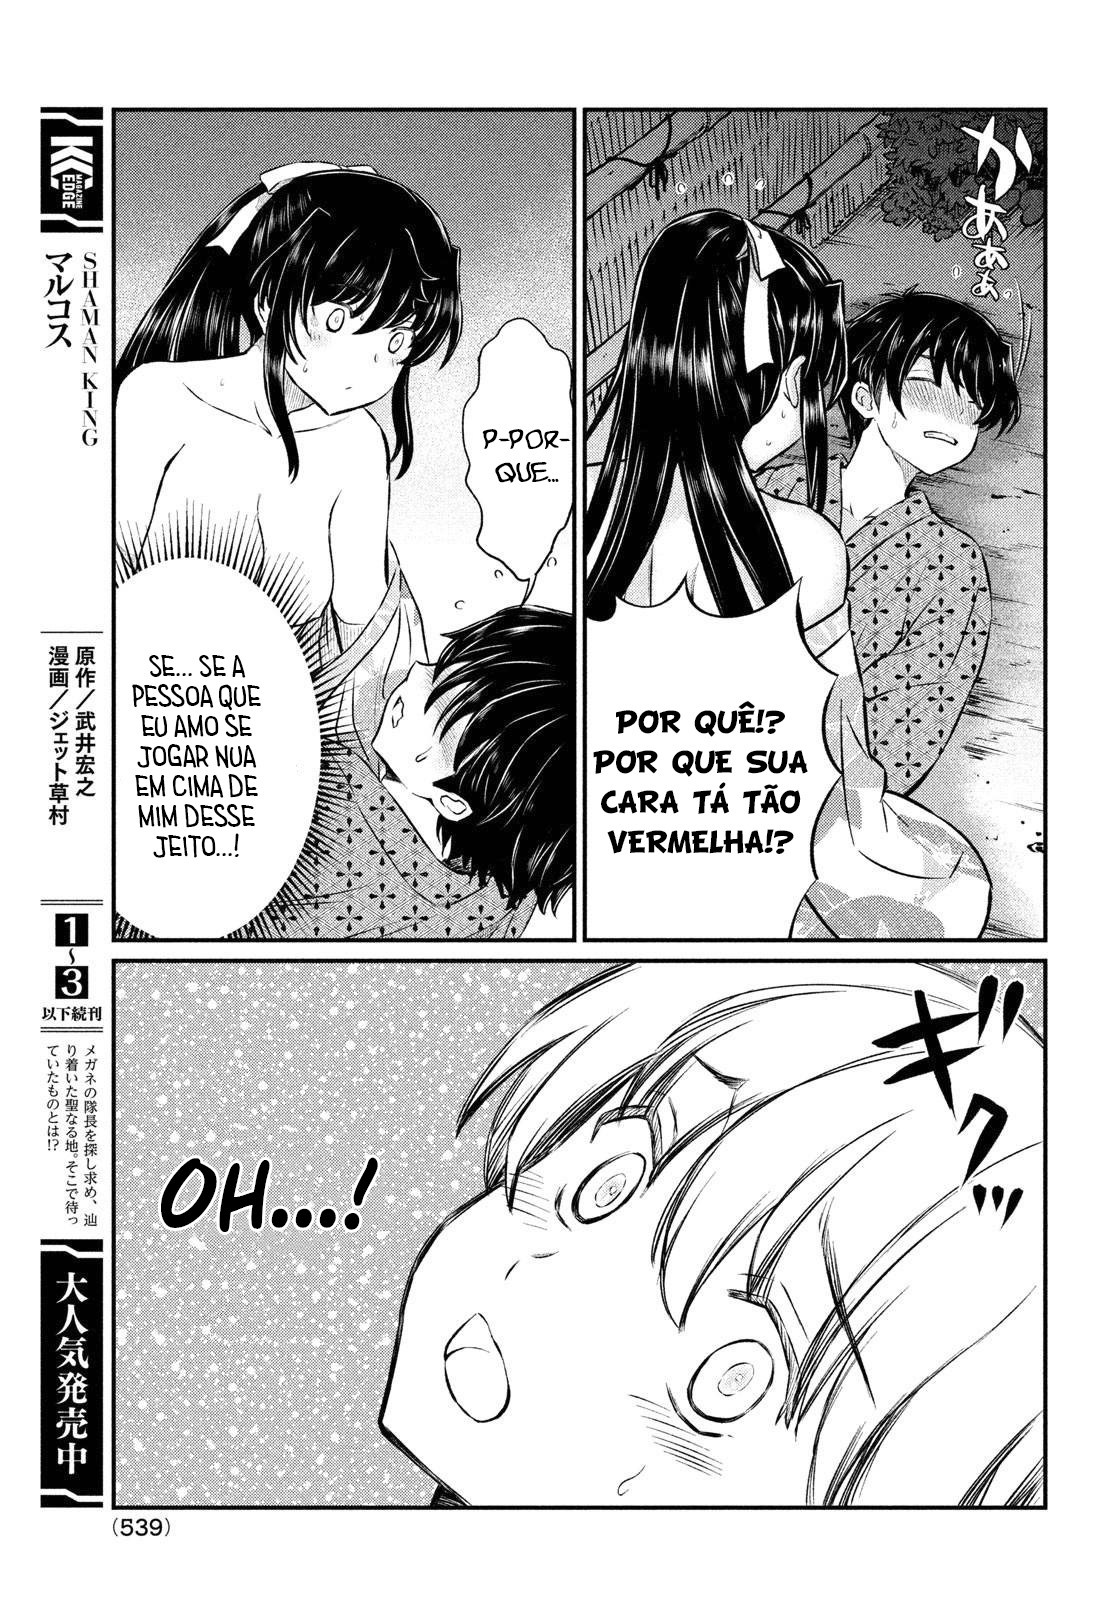 かあぁぁ
POR QUÊ!?
POR QUE SUA
CARA TÁ TÃO
VERMELHA!?
P-POR-
QUE...
SE... SE A
PESSOA QUE
EU AMO SE
JOGAR NUA
EM CIMA DE
MIM DESSE
JEITO...!
ギクッ
OH....!
KC
MAGAZINE
EDGE
SHAMAN KING
マルコス
原作／武井宏之
漫画／ジェット草村
1~3
以下続刊
メガネの隊長を探し求め、辿
り着いた聖なる地。そこで待っ
ていたものとは!?
大人気発売中
(539)